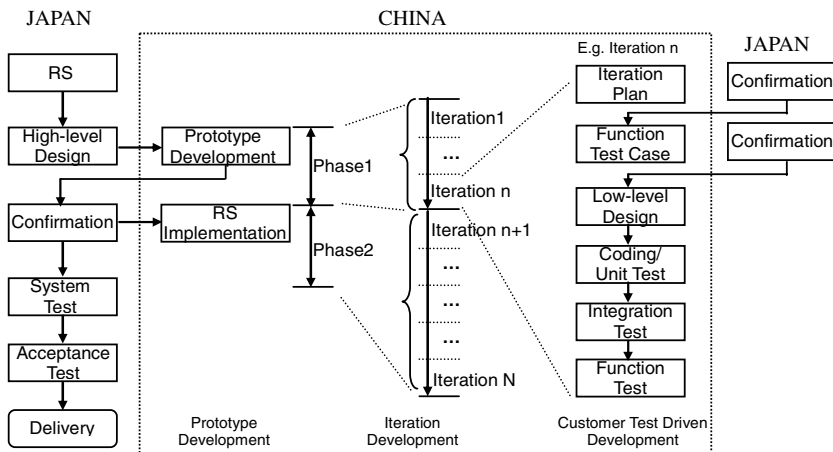 JAPAN
CHINA
JAPAN
RS
High-level
Design
Confirmation
System
Test
Acceptance
Test
Delivery
Prototype
Development
RS
Implementation
Phase1
Phase2
Prototype
Development
Iteration1
...
Iteration n
Iteration n+1
...
...
...
...
Iteration N
Iteration
Development
E.g. Iteration n
Iteration
Plan
Function
Test Case
Low-level
Design
Coding/
Unit Test
Integration
Test
Function
Test
Customer Test Driven
Development
Confirmation
Confirmation